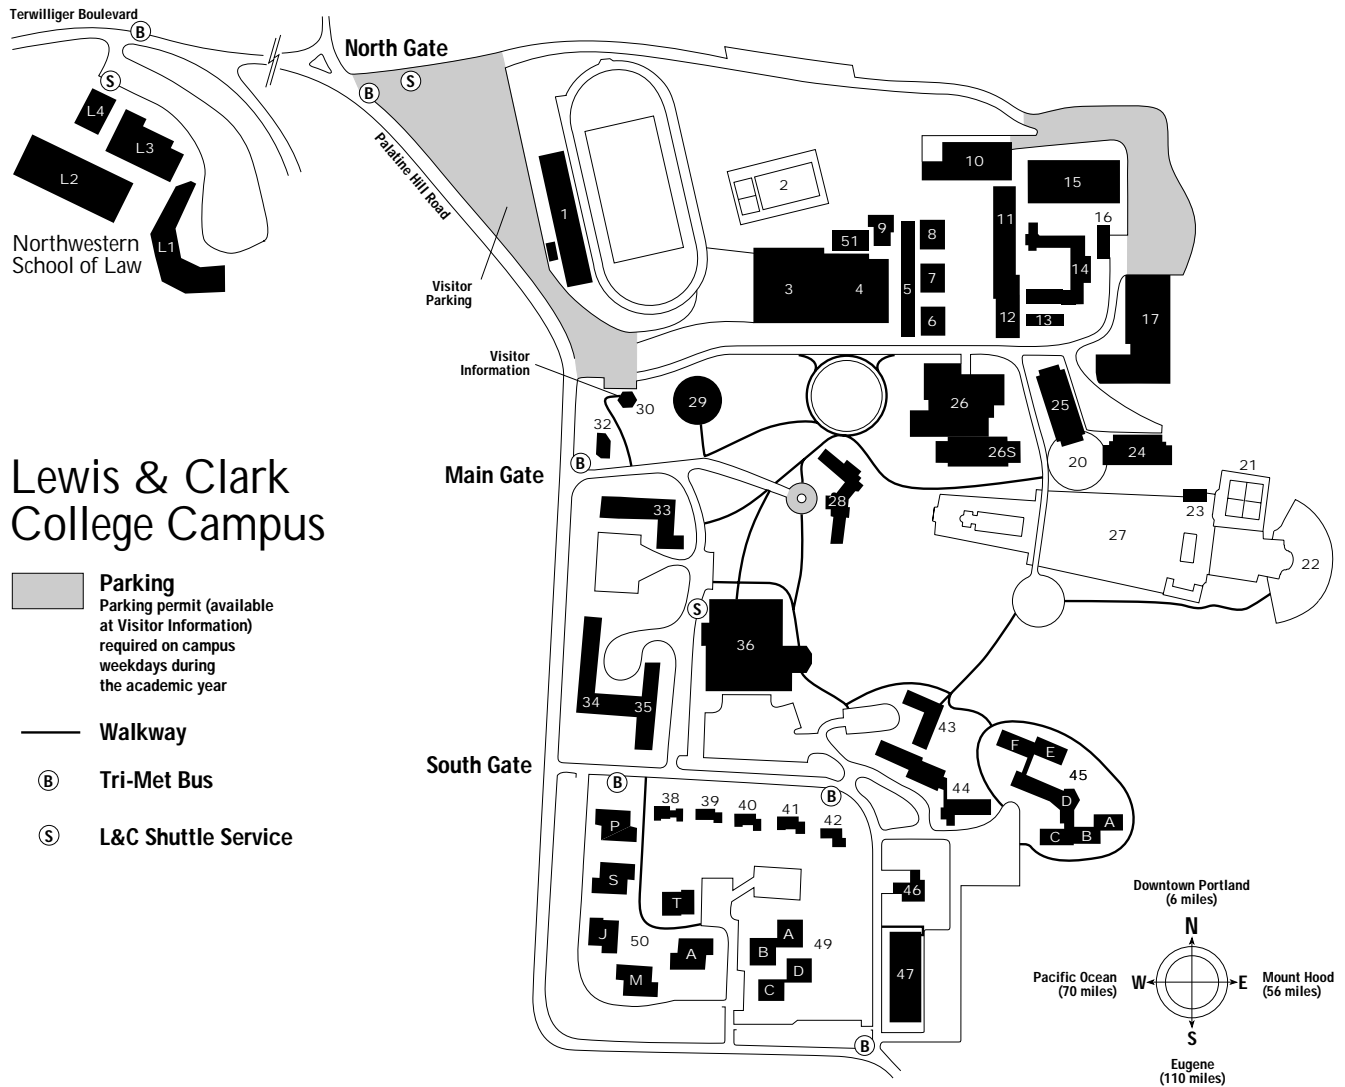 Terwilliger Boulevard
B
North Gate
S
B
S
L4
L3
L2
L1
Northwestern
School of Law
Palatine Hill Road
Visitor
Parking
1
2
10
15
11
16
9
51
8
14
7
3
4
5
6
12
13
17
Visitor
Information
30
29
32
26
25
26S
20
24
B
Main Gate
21
23
22
27
28
33
Lewis & Clark
College Campus
Parking
Parking permit (available
at Visitor Information)
required on campus
weekdays during
the academic year
Walkway
B
Tri-Met Bus
S
L&C Shuttle Service
S
36
34
35
South Gate
B
43
F
E
45
44
D
A
B
C
38
39
40
41
42
B
P
S
T
J
50
A
M
A
B
49
D
C
46
47
B
Downtown Portland
(6 miles)
N
Pacific Ocean
(70 miles)
W
E
Mount Hood
(56 miles)
S
Eugene
(110 miles)